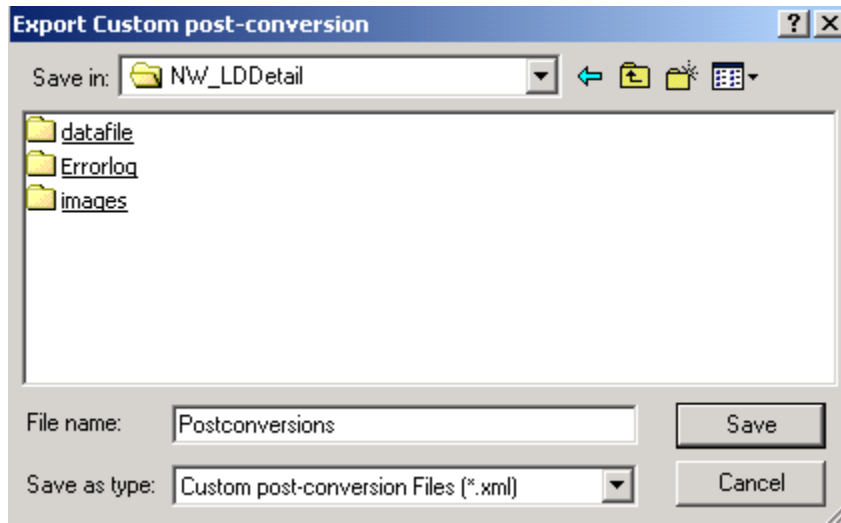 Export Custom post-conversion
Save in: NW_LDDetail
datafile
Errorlog
images
File name: Postconversions Save
Save as type: Custom post-conversion Files (*.xml) Cancel